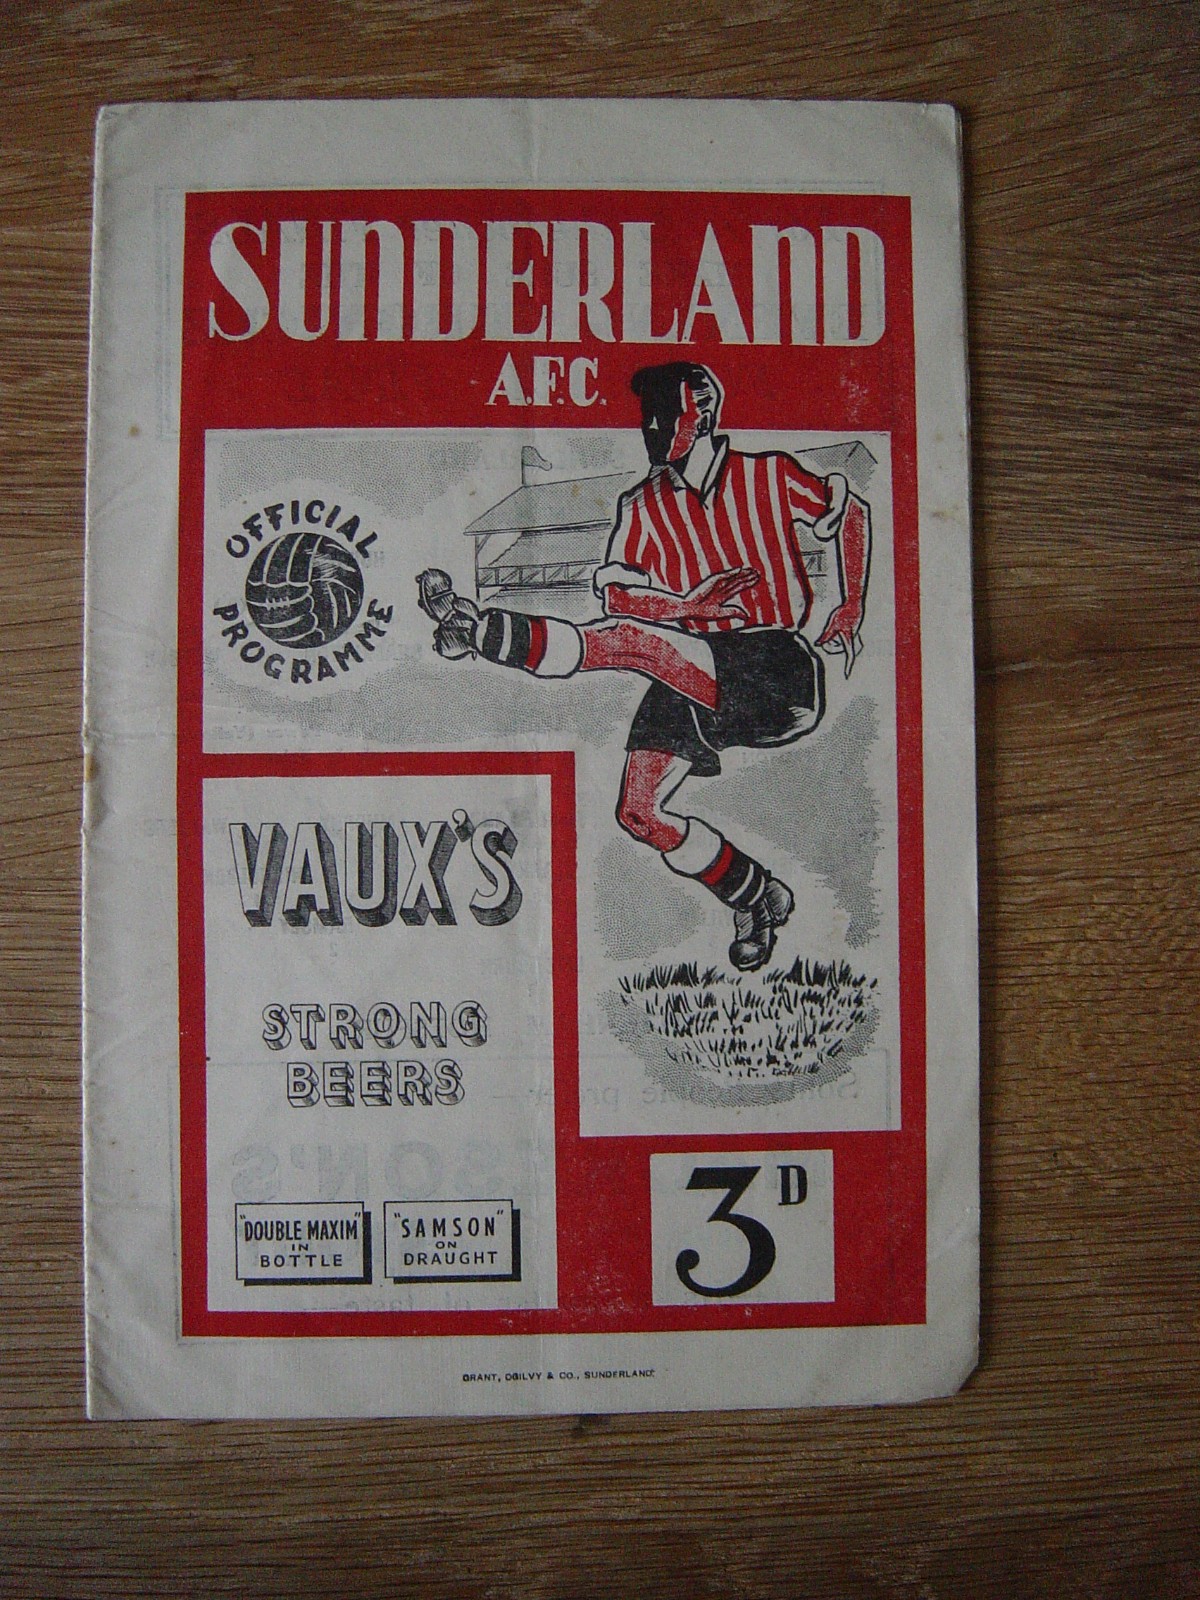 SUNDERLAND
A.F.C.
OFFICIAL
PROGRAMME
VAUX'S
STRONG
BEERS
"DOUBLE MAXIM"
IN
BOTTLE
"SAMSON"
ON
DRAUGHT
3D
GRANT, OGILVY & CO., SUNDERLAND